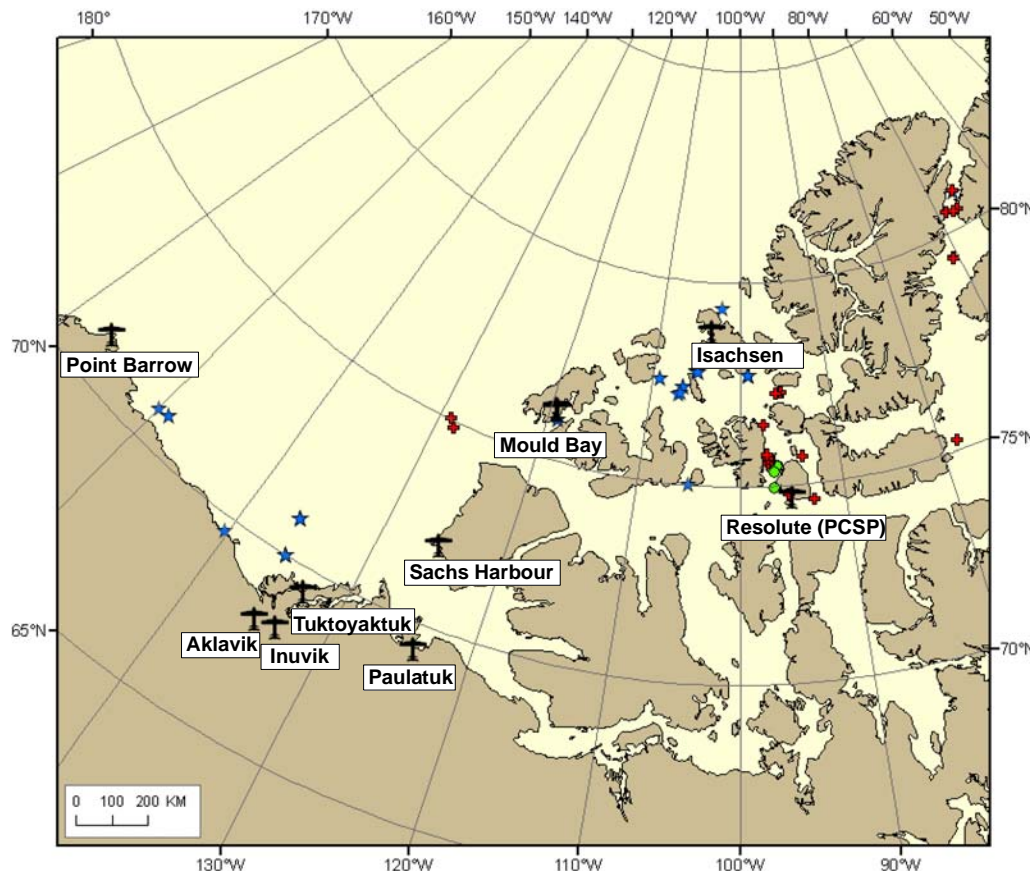 180° 170°W 160°W 150°W 140°W 120°W 100°W 80°W 60°W 50°W
80°N
70°N
Point Barrow
Isachsen
Mould Bay
75°N
Resolute (PCSP)
Sachs Harbour
Tuktoyaktuk
65°N
Aklavik
Inuvik
70°N
Paulatuk
0 100 200 KM
130°W 120°W 110°W 100°W 90°W